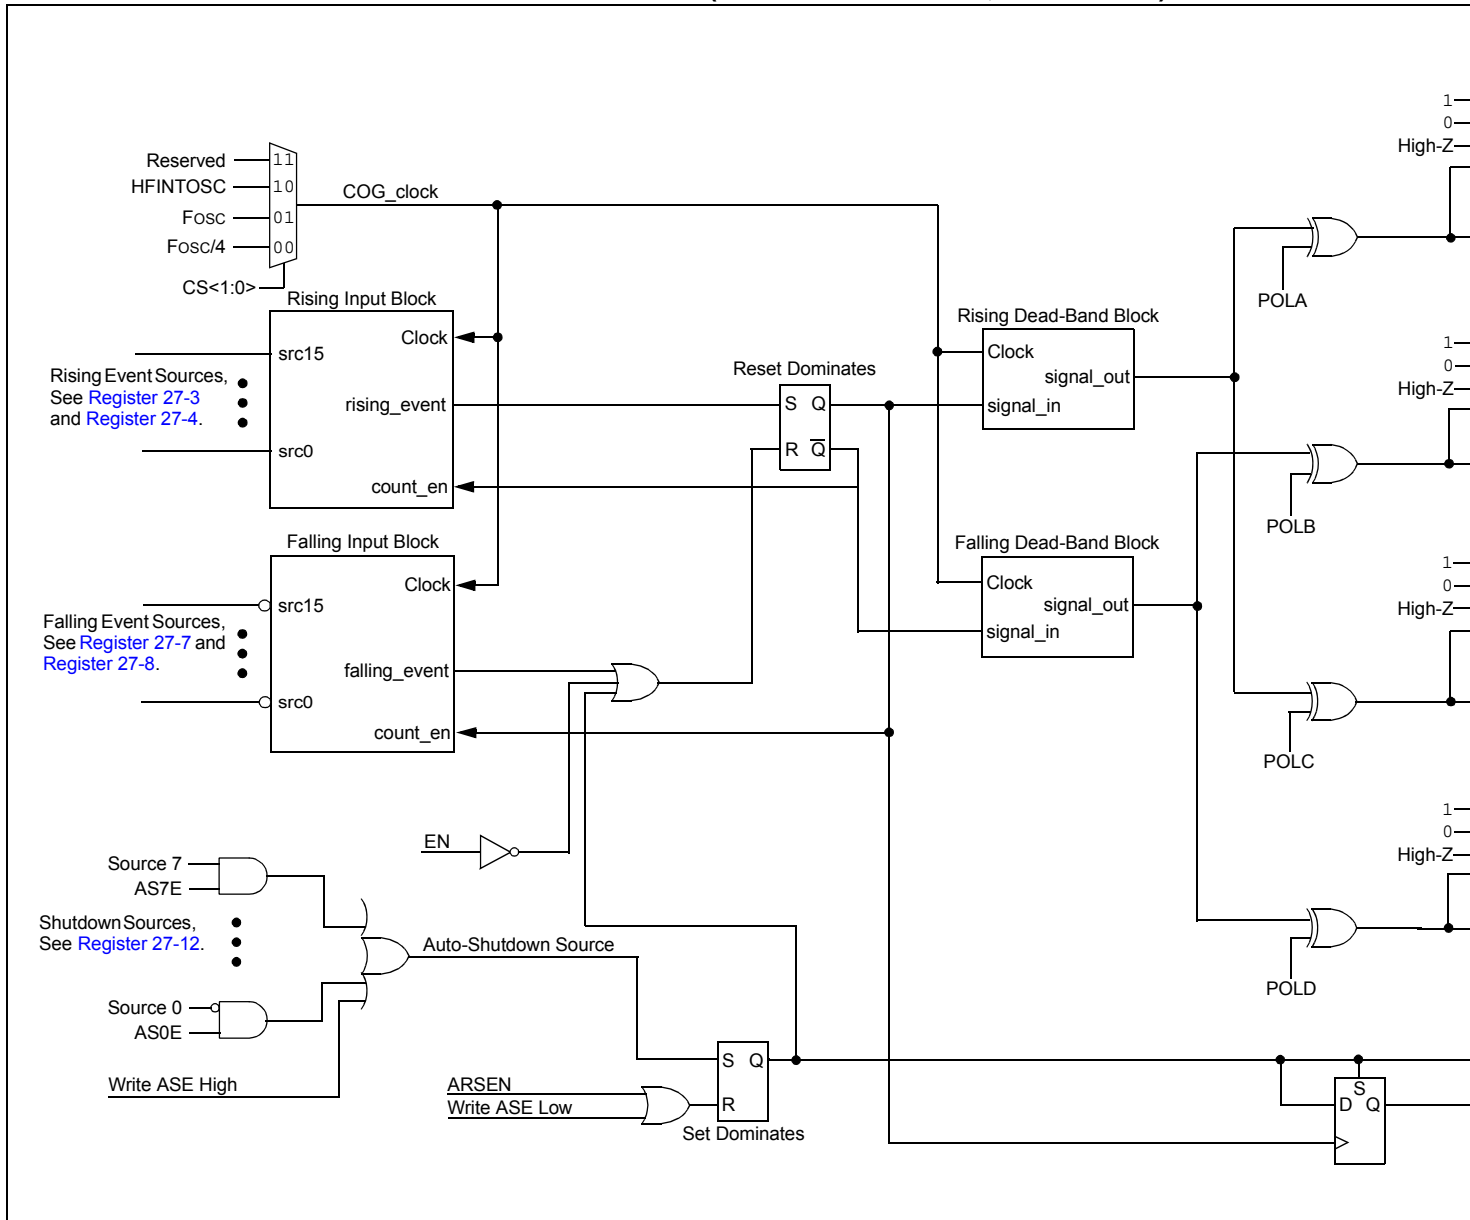 1
0
High-Z
Reserved
11
HFINTOSC
10
FOSC
01
FOSC/4
00
CS<1:0>
COG_clock
Rising Input Block
Clock
src15
rising_event
src0
count_en
Rising Event Sources,
See Register 27-3
and Register 27-4.
Reset Dominates
S Q
R Q̅
Rising Dead-Band Block
Clock
signal_out
signal_in
POLA
1
0
High-Z
POLB
Falling Input Block
Clock
src15
falling_event
src0
count_en
Falling Event Sources,
See Register 27-7 and
Register 27-8.
Falling Dead-Band Block
Clock
signal_out
signal_in
1
0
High-Z
POLC
EN
1
0
High-Z
POLD
Source 7
AS7E
Shutdown Sources,
See Register 27-12.
Source 0
AS0E
Write ASE High
Auto-Shutdown Source
ARSEN
Write ASE Low
S Q
R
Set Dominates
S
D Q